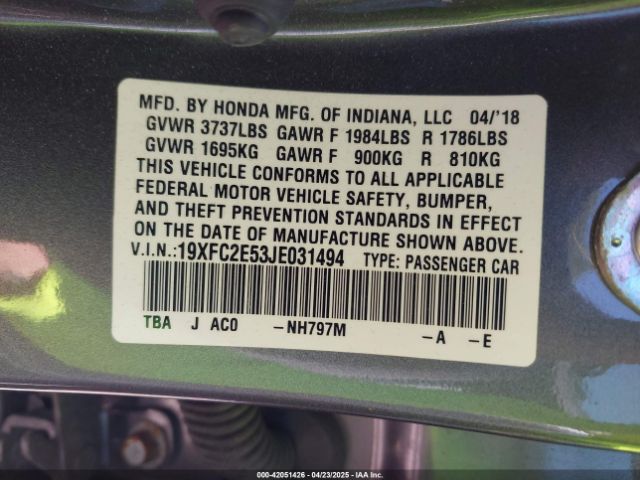 MFD. BY HONDA MFG. OF INDIANA, LLC 04/'18
GVWR 3737LBS GAWR F 1984LBS R 1786LBS
GVWR 1695KG GAWR F 900KG R 810KG
THIS VEHICLE CONFORMS TO ALL APPLICABLE
FEDERAL MOTOR VEHICLE SAFETY, BUMPER,
AND THEFT PREVENTION STANDARDS IN EFFECT
ON THE DATE OF MANUFACTURE SHOWN ABOVE.
V.I.N.:19XFC2E53JE031494 TYPE: PASSENGER CAR
TBA J AC0 -NH797M -A -E
000-42051426 - 04/23/2025 - IAA Inc.